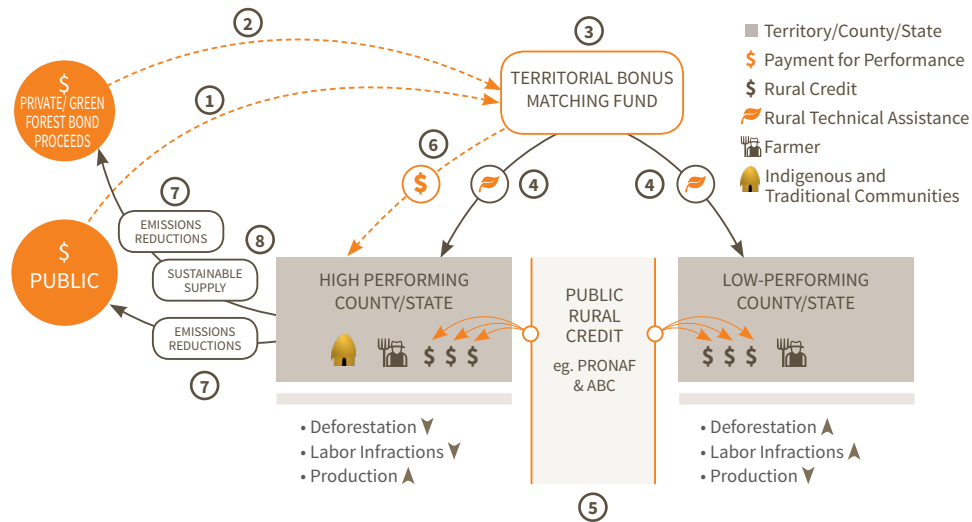 2
3
1
$
PRIVATE/ GREEN
FOREST BOND
PROCEEDS
TERRITORIAL BONUS
MATCHING FUND
Territory/County/State
$ Payment for Performance
$ Rural Credit
Rural Technical Assistance
Farmer
Indigenous and
Traditional Communities
6
$
4
4
7
EMISSIONS
REDUCTIONS
8
SUSTAINABLE
SUPPLY
$
PUBLIC
EMISSIONS
REDUCTIONS
7
HIGH PERFORMING
COUNTY/STATE
$ $ $
PUBLIC
RURAL
CREDIT
eg. PRONAF
& ABC
LOW-PERFORMING
COUNTY/STATE
$ $ $
• Deforestation
• Labor Infractions
• Production
5
• Deforestation
• Labor Infractions
• Production